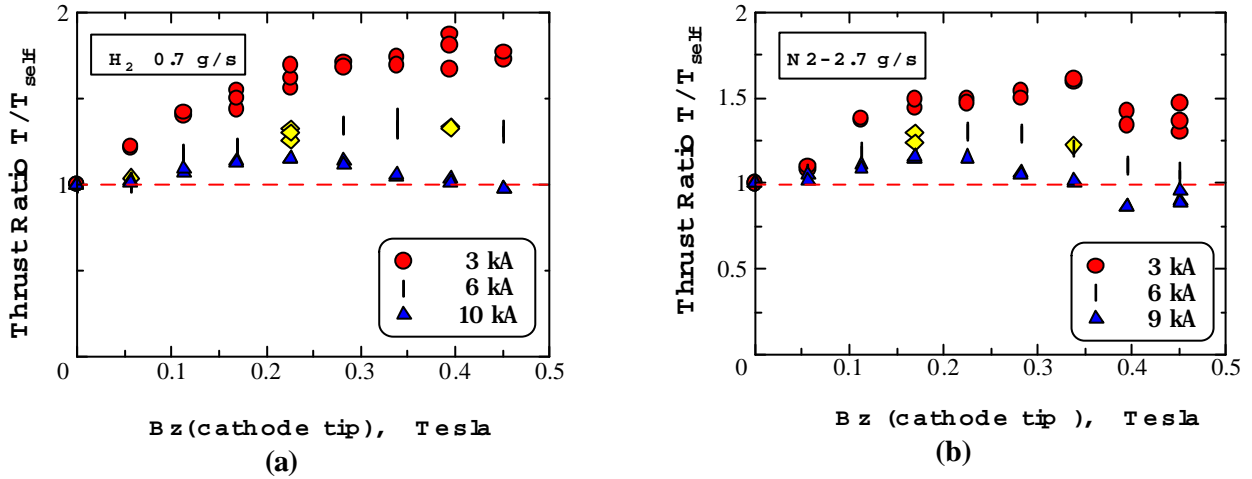 2
H2 0.7 g/s
Thrust Ratio T/Tself
1
3 kA
6 kA
10 kA
0
0.1
0.2
0.3
0.4
0.5
Bz(cathode tip), Tesla
(a)
2
N2-2.7 g/s
1.5
Thrust Ratio T/Tself
1
0.5
3 kA
6 kA
9 kA
0
0.1
0.2
0.3
0.4
0.5
Bz (cathode tip ), Tesla
(b)